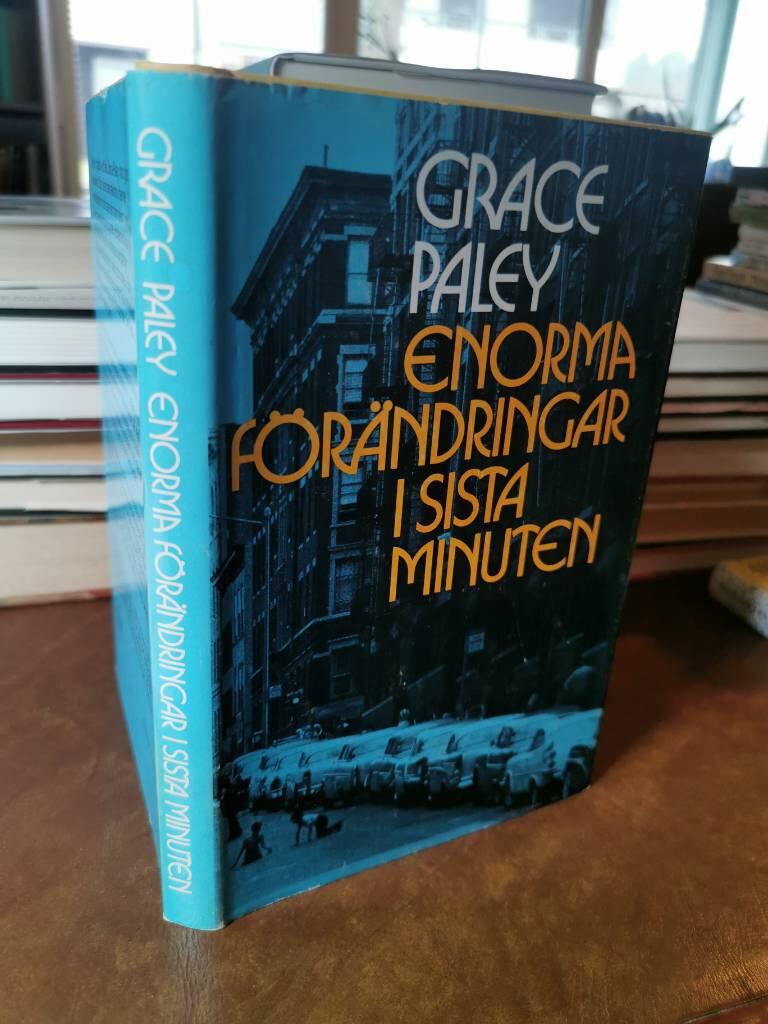 GRACE PALEY ENORMA FÖRÄNDRINGAR I SISTA MINUTEN
GRACE
PALEY
ENORMA
FÖRÄNDRINGAR
I SISTA
MINUTEN